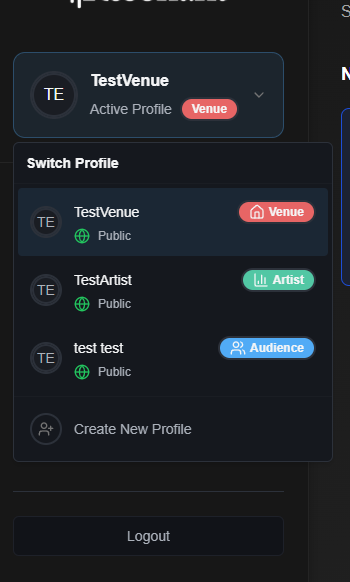 TestVenue
TE
Active Profile Venue
Switch Profile
TestVenue Venue
TE
Public
TestArtist Artist
TE
Public
test test Audience
TE
Public
Create New Profile
Logout